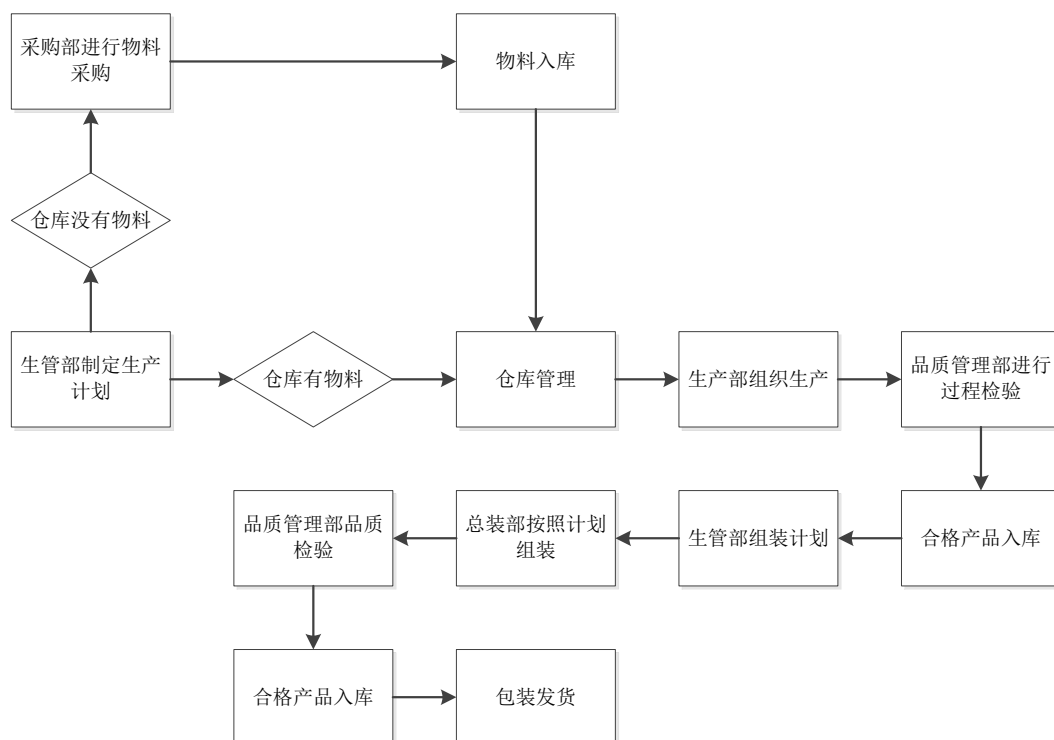 采购部进行物料
采购
物料入库
仓库没有物料
生管部制定生产
计划
仓库有物料
仓库管理
生产部组织生产
品质管理部进行
过程检验
品质管理部品质
检验
总装部按照计划
组装
生管部组装计划
合格产品入库
合格产品入库
包装发货